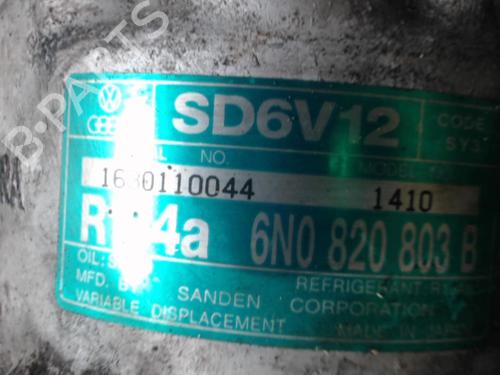 B-PARTS
SD6V12
CODE
SY3
NO.
1410
6N0 820 803 B
OIL:
REFRIGERANT
MFD. BY SANDEN CORPORATION
VARIABLE DISPLACEMENT MADE IN JAPAN